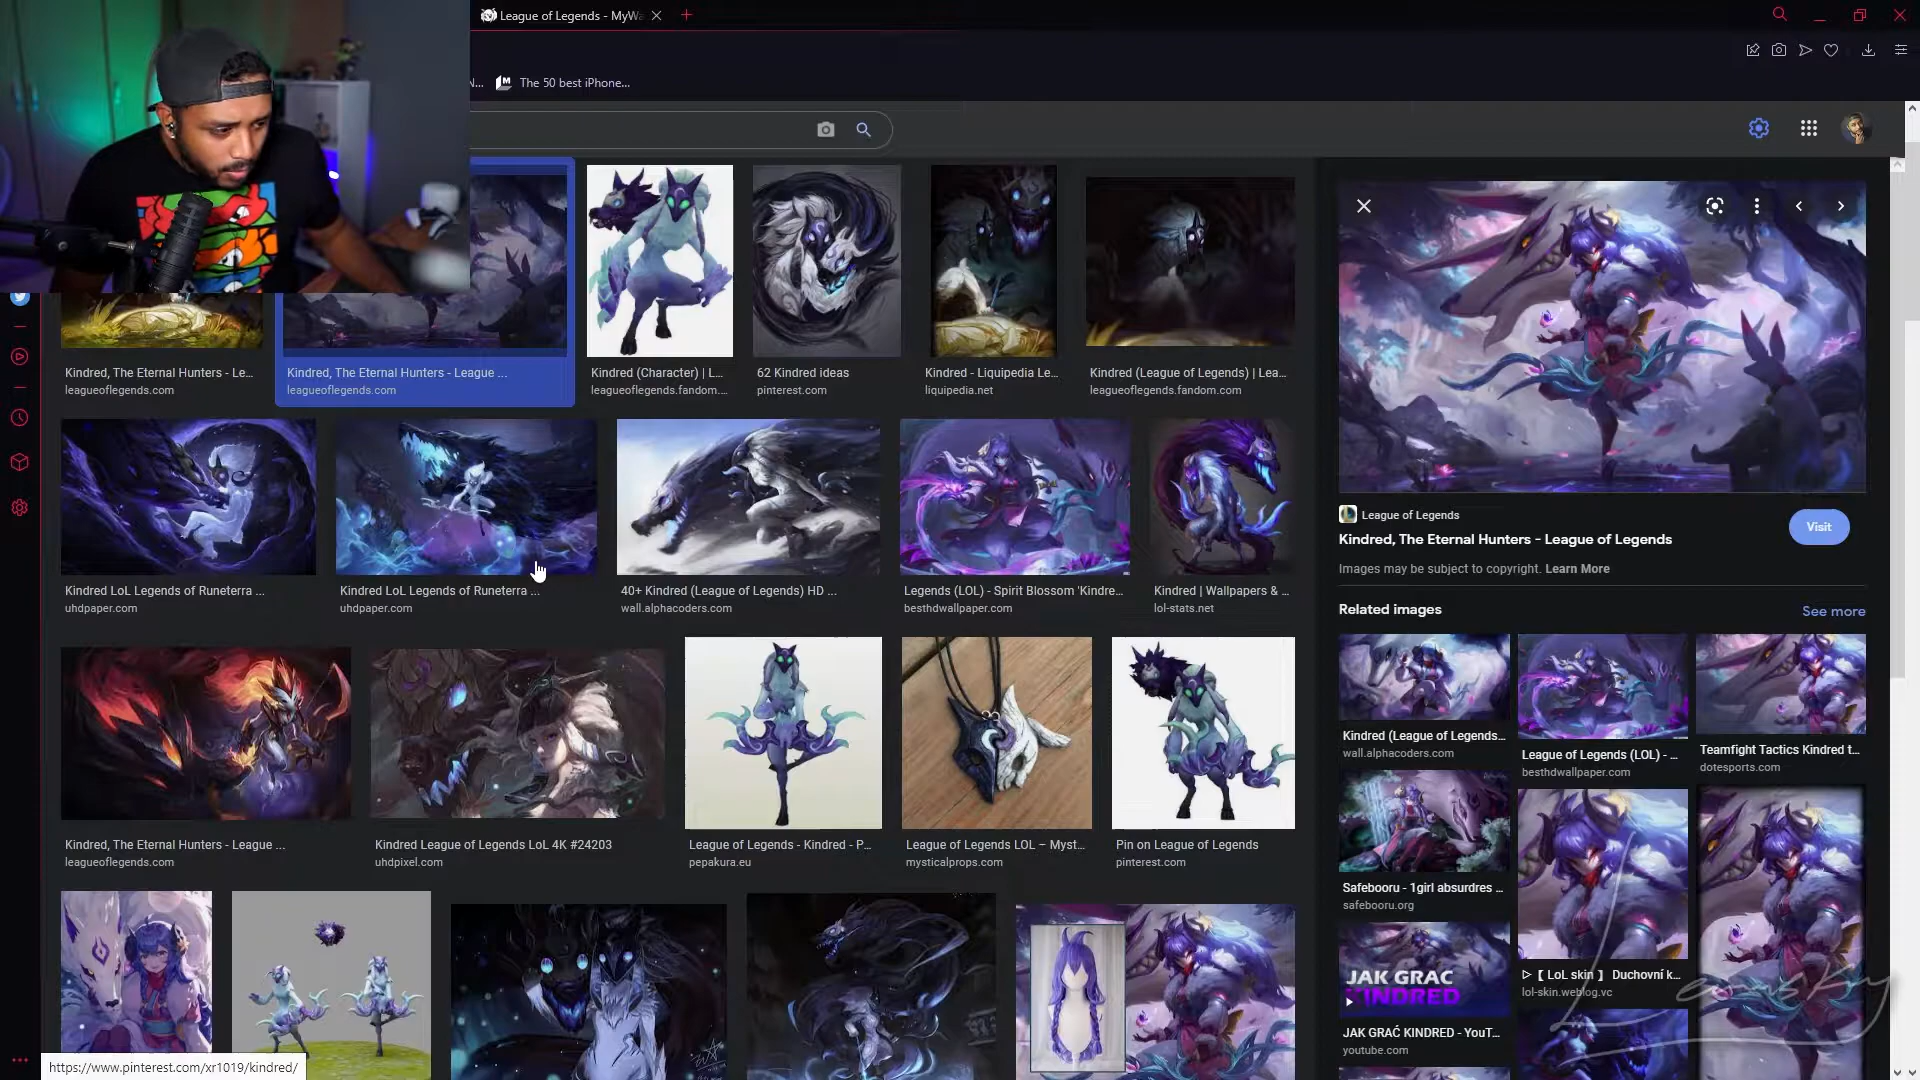 League of Legends - MyWa
N...
The 50 best iPhone...
Kindred, The Eternal Hunters - Le...
leagueoflegends.com
Kindred, The Eternal Hunters - League ...
leagueoflegends.com
Kindred (Character) | L...
leagueoflegends.fandom....
62 Kindred ideas
pinterest.com
Kindred - Liquipedia Le...
liquipedia.net
Kindred (League of Legends) | Lea...
leagueoflegends.fandom.com
Kindred LoL Legends of Runeterra ...
uhdpaper.com
Kindred LoL Legends of Runeterra ...
uhdpaper.com
40+ Kindred (League of Legends) HD ...
wall.alphacoders.com
Legends (LOL) - Spirit Blossom 'Kindre...
besthdwallpaper.com
Kindred | Wallpapers & ...
lol-stats.net
Kindred, The Eternal Hunters - League ...
leagueoflegends.com
Kindred League of Legends LoL 4K #24203
uhdpixel.com
League of Legends - Kindred - P...
pepakura.eu
League of Legends LOL – Myst...
mysticalprops.com
Pin on League of Legends
pinterest.com
https://www.pinterest.com/xr1019/kindred/
League of Legends
Visit
Kindred, The Eternal Hunters - League of Legends
Images may be subject to copyright. Learn More
Related images
See more
Kindred (League of Legends...
wall.alphacoders.com
League of Legends (LOL) - ...
besthdwallpaper.com
Teamfight Tactics Kindred t...
dotesports.com
Safebooru - 1girl absurdres ...
safebooru.org
▷【 LoL skin 】 Duchovní k...
lol-skin.weblog.vc
JAK GRAC
KINDRED
JAK GRAĆ KINDRED - YouT...
youtube.com